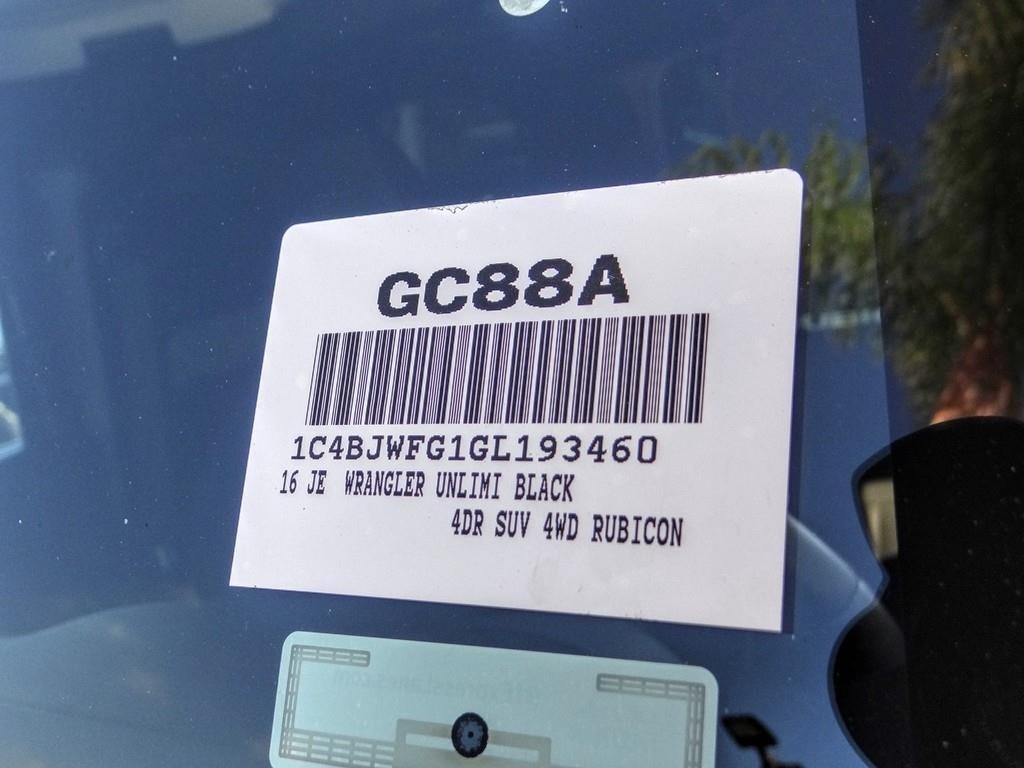 GC88A
1C4BJWFG1GL193460
16 JE WRANGLER UNLIMI BLACK
4DR SUV 4WD RUBICON